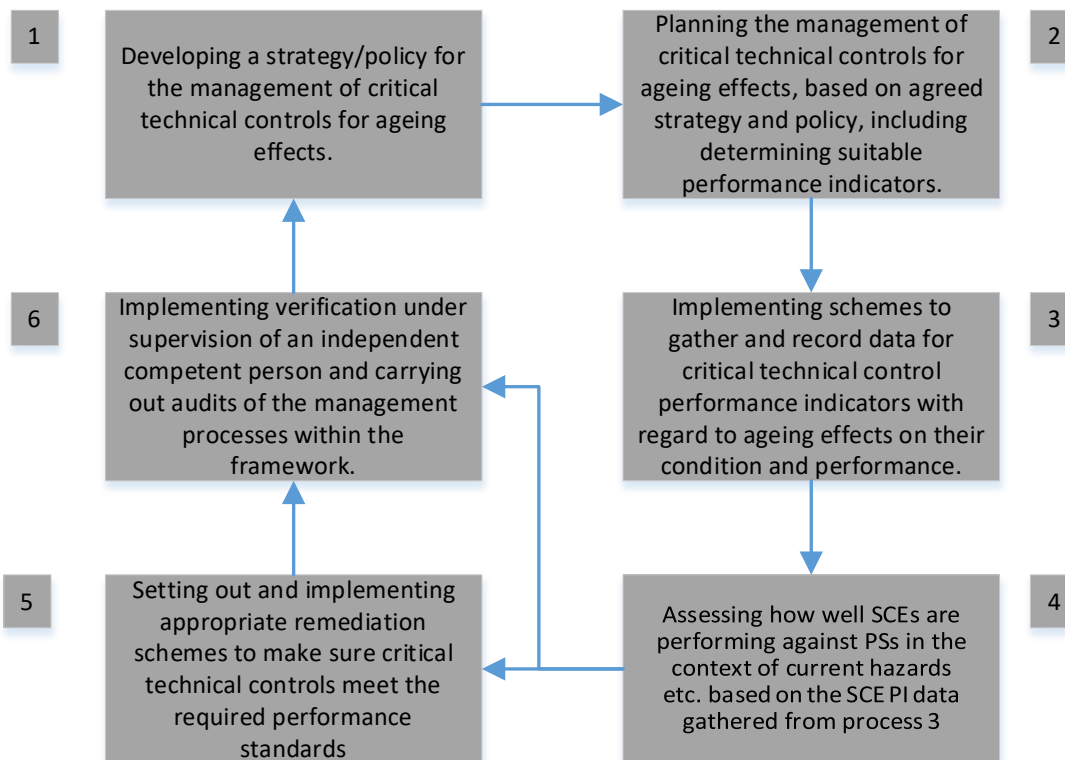 1
Developing a strategy/policy for
the management of critical
technical controls for ageing
effects.
Planning the management of
critical technical controls for
ageing effects, based on agreed
strategy and policy, including
determining suitable
performance indicators.
2
6
Implementing verification under
supervision of an independent
competent person and carrying
out audits of the management
processes within the
framework.
Implementing schemes to
gather and record data for
critical technical control
performance indicators with
regard to ageing effects on their
condition and performance.
3
5
Setting out and implementing
appropriate remediation
schemes to make sure critical
technical controls meet the
required performance
standards
Assessing how well SCEs are
performing against PSs in the
context of current hazards
etc. based on the SCE PI data
gathered from process 3
4